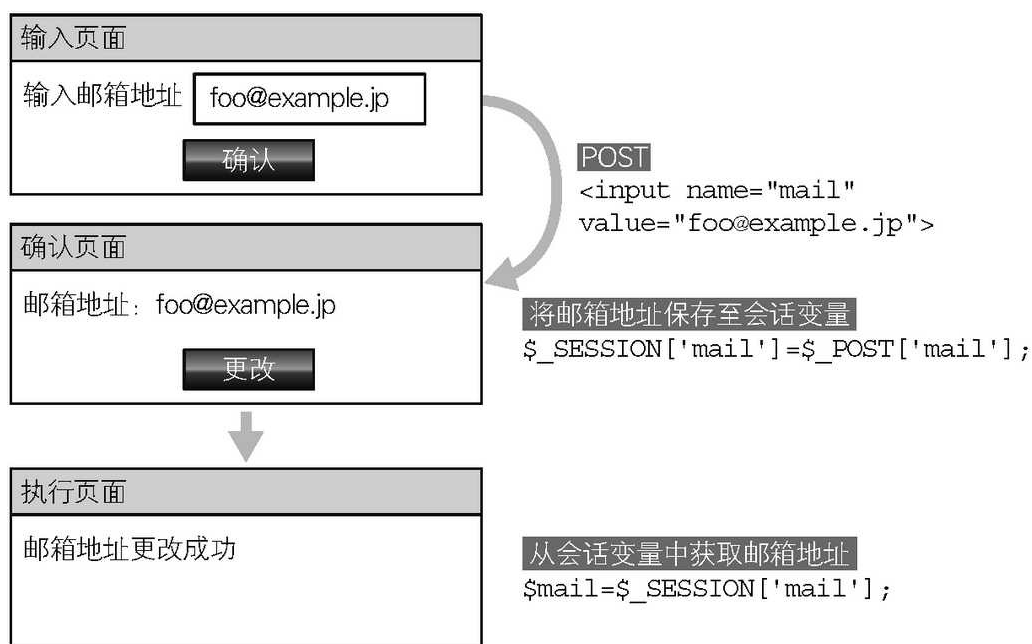 输入页面
输入邮箱地址 foo@example.jp
确认
POST
<input name="mail"
value="foo@example.jp">
确认页面
邮箱地址：foo@example.jp
更改
将邮箱地址保存至会话变量
$_SESSION['mail']=$_POST['mail'];
执行页面
邮箱地址更改成功
从会话变量中获取邮箱地址
$mail=$_SESSION['mail'];